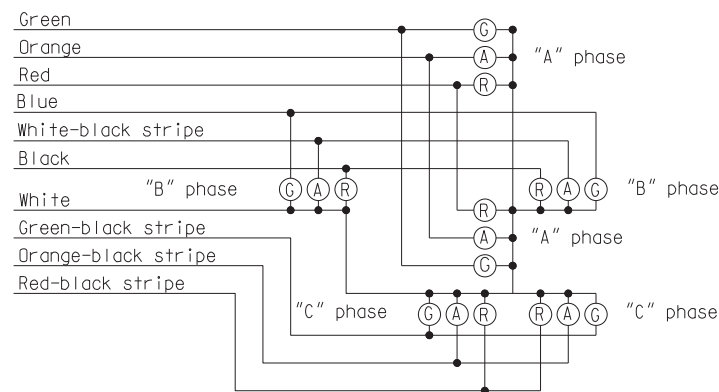 Green
G
Orange
A
"A" phase
Red
R
Blue
White-black stripe
Black
"B" phase
G A R
R A G
"B" phase
White
R
Green-black stripe
A
"A" phase
Orange-black stripe
G
Red-black stripe
"C" phase
G A R
R A G
"C" phase